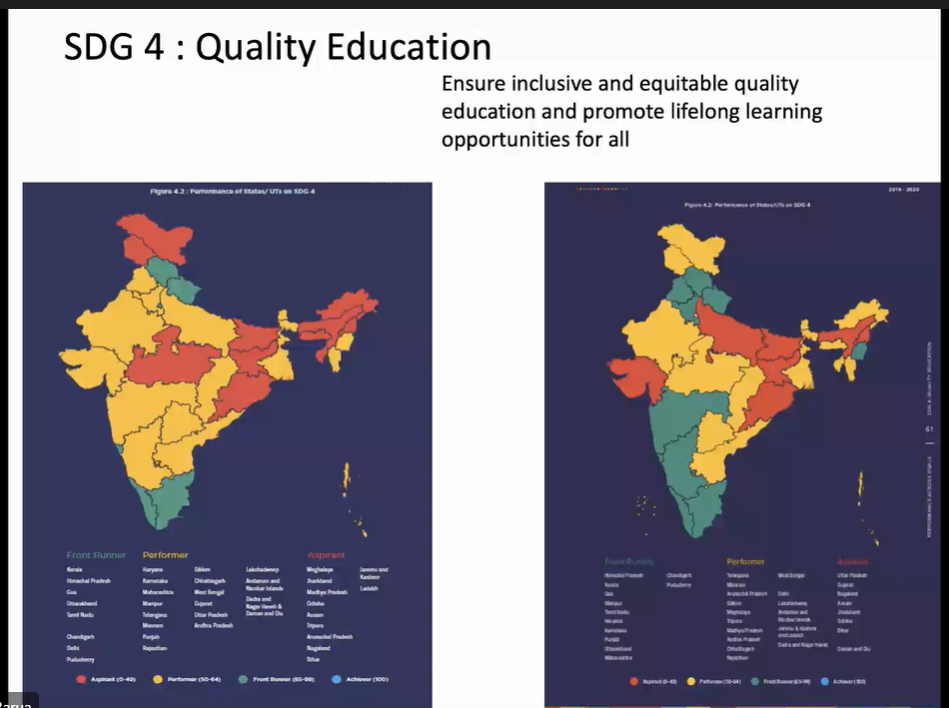 SDG 4 : Quality Education
Ensure inclusive and equitable quality
education and promote lifelong learning
opportunities for all
Figure 4.2 : Performance of States/ UTs on SDG 4
Front Runner
Kerala
Himachal Pradesh
Goa
Uttarakhand
Tamil Nadu
Chandigarh
Delhi
Puducherry
Performer
Haryana
Karnataka
Maharashtra
Manipur
Telangana
Mizoram
Punjab
Rajasthan
Sikkim
Chhattisgarh
West Bengal
Gujarat
Uttar Pradesh
Andhra Pradesh
Lakshadweep
Andaman and
Nicobar Islands
Dadra and
Nagar Haveli &
Daman and Diu
Aspirant
Meghalaya
Jharkhand
Madhya Pradesh
Odisha
Assam
Tripura
Arunachal Pradesh
Nagaland
Bihar
Jammu and
Kashmir
Ladakh
Aspirant (0-49)
Performer (50-64)
Front Runner (65-99)
Achiever (100)
2019 - 2020
Figure 4.2: Performance of States/UTs on SDG 4
SDG 4: QUALITY EDUCATION
61
Front Runner
Himachal Pradesh
Kerala
Goa
Manipur
Tamil Nadu
Haryana
Karnataka
Punjab
Uttarakhand
Maharashtra
Chandigarh
Puducherry
Performer
Telangana
Mizoram
Arunachal Pradesh
Sikkim
Meghalaya
Tripura
Madhya Pradesh
Andhra Pradesh
Chhattisgarh
Rajasthan
West Bengal
Delhi
Lakshadweep
Andaman and
Nicobar Islands
Jammu & Kashmir
and Ladakh
Dadra and Nagar Haveli
Aspirant
Uttar Pradesh
Gujarat
Nagaland
Assam
Jharkhand
Odisha
Bihar
Daman and Diu
Aspirant (0-49)
Performer (50-64)
Front Runner (65-99)
Achiever (100)